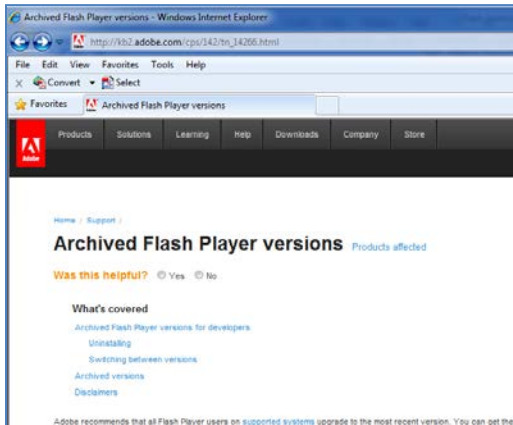 Archived Flash Player versions - Windows Internet Explorer
http://kb2.adobe.com/cps/142/tn_14266.html
File Edit View Favorites Tools Help
X Convert Select
Favorites Archived Flash Player versions
Products Solutions Learning Help Downloads Company Store
Adobe
Home / Support /
Archived Flash Player versions Products affected
Was this helpful? Yes No
What's covered
Archived Flash Player versions for developers
Uninstalling
Switching between versions
Archived versions
Disclaimers
Adobe recommends that all Flash Player users on supported systems upgrade to the most recent version. You can get the